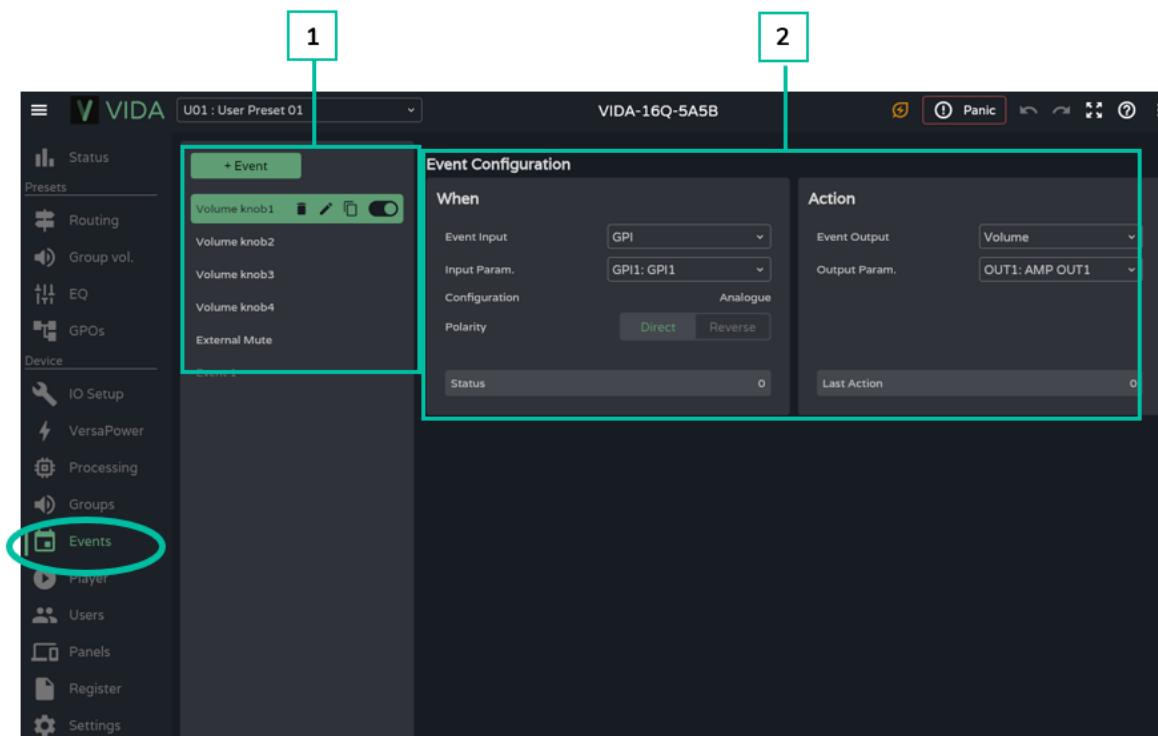 1
2
VIDA
U01 : User Preset 01
VIDA-16Q-5A5B
Panic
Status
Presets
Routing
Group vol.
EQ
GPOs
Device
IO Setup
VersaPower
Processing
Groups
Events
Player
Users
Panels
Register
Settings
+ Event
Volume knob1
Volume knob2
Volume knob3
Volume knob4
External Mute
Event 1
Event Configuration
When
Event Input GPI
Input Param. GPI1: GPI1
Configuration Analogue
Polarity Direct Reverse
Status 0
Action
Event Output Volume
Output Param. OUT1: AMP OUT1
Last Action 0